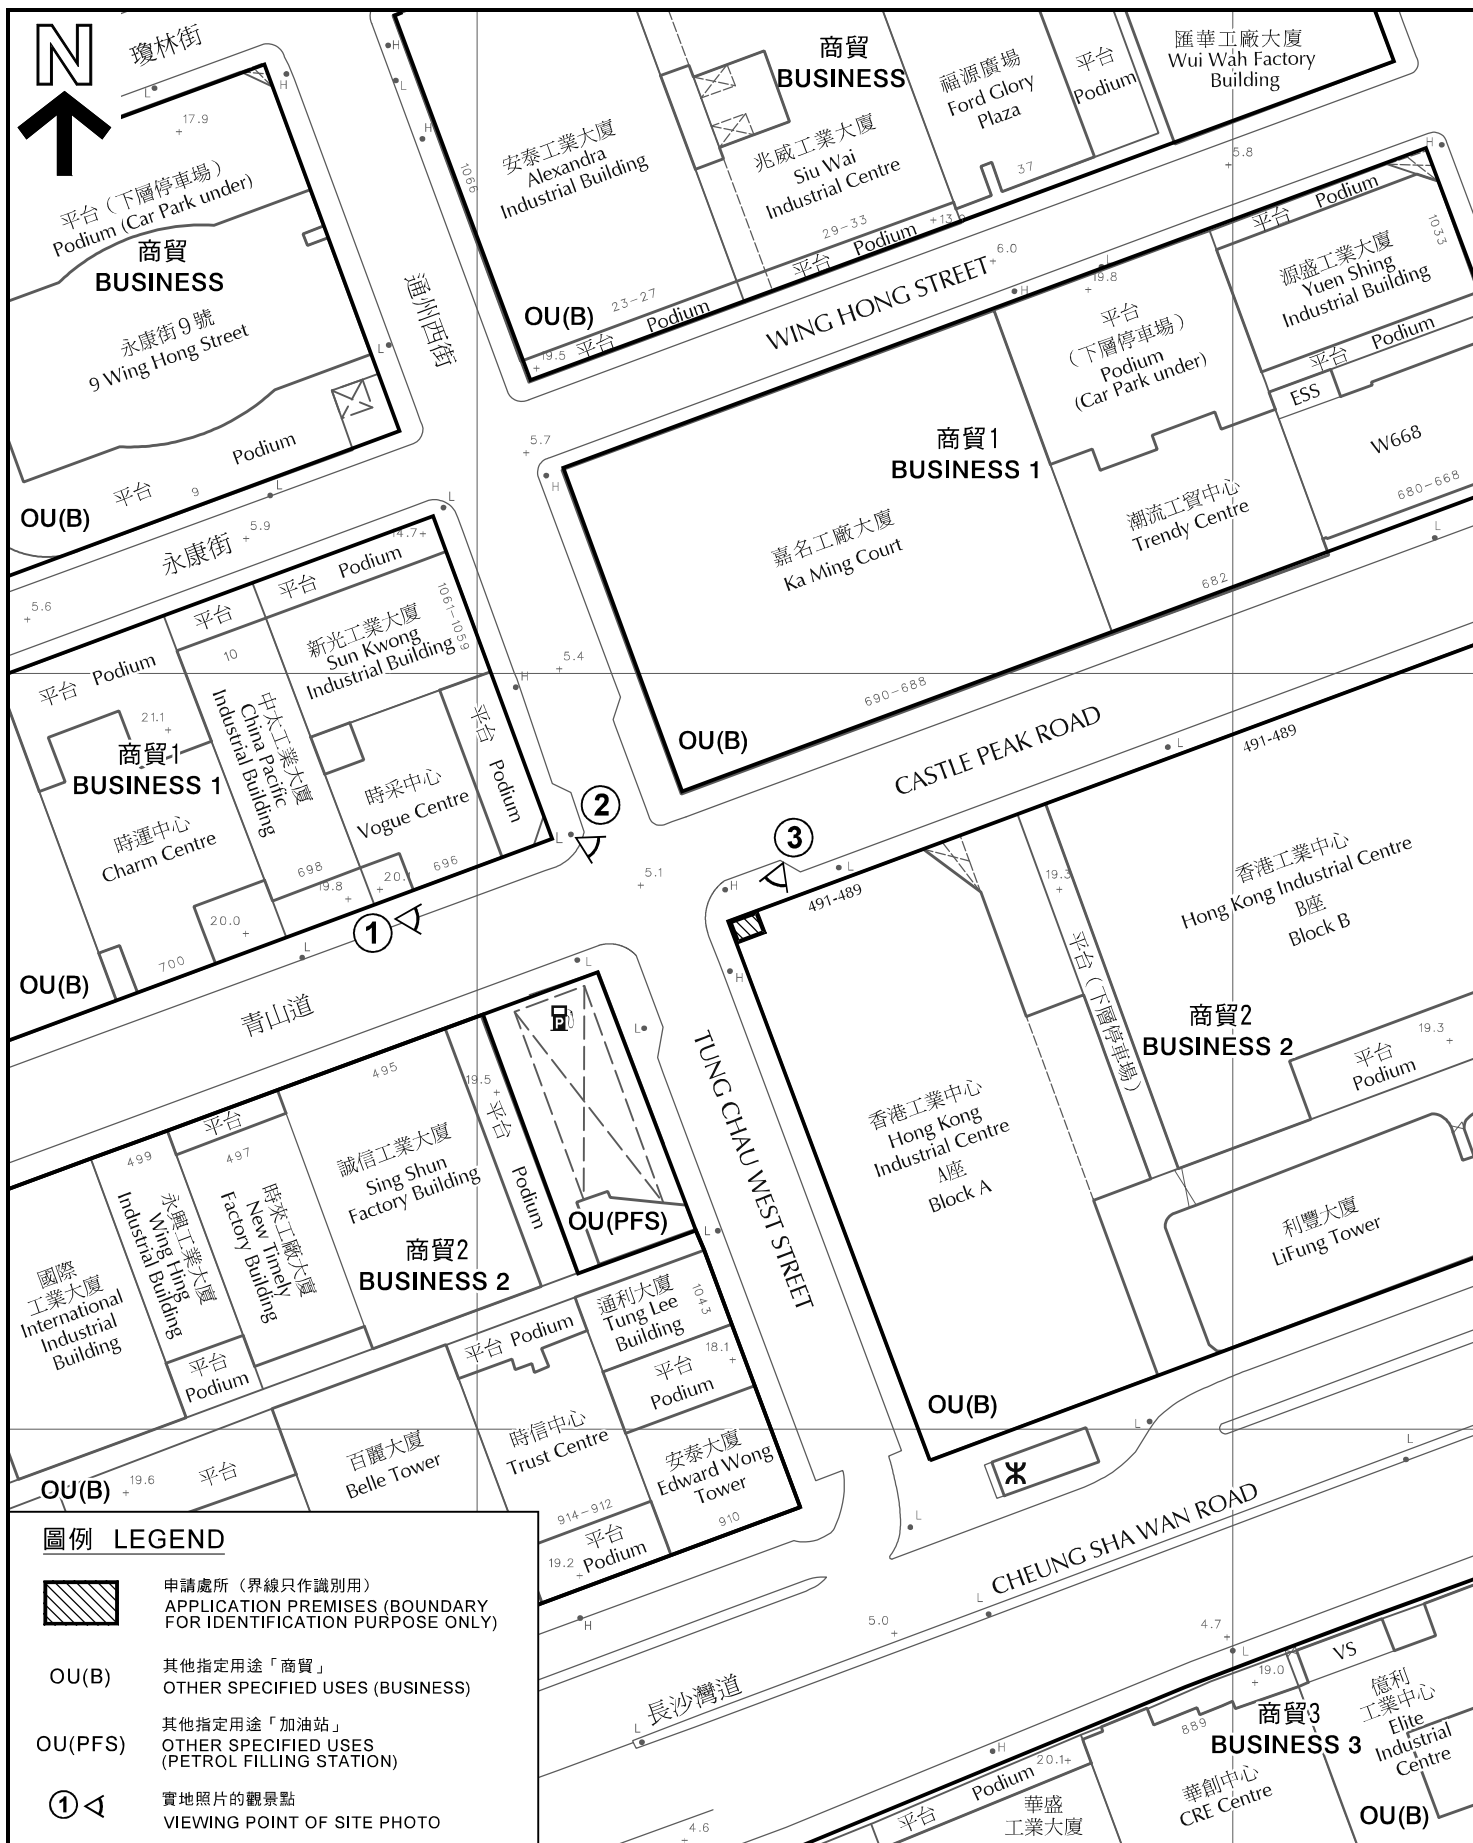 N
瓊林街
17.9
平台（下層停車場）
Podium (Car Park under)
商貿
BUSINESS
永康街９號
9 Wing Hong Street
平台
Podium
9
OU(B)
通州西街
1066
安泰工業大廈
Alexandra
Industrial Building
商貿
BUSINESS
兆威工業大廈
Siu Wai
Industrial Centre
福源廣場
Ford Glory
Plaza
平台
Podium
匯華工廠大廈
Wui Wah Factory
Building
37
5.8
29-33
平台 Podium
23-27
平台 Podium
19.5
OU(B)
WING HONG STREET
6.0
19.8
平台 Podium
1033
源盛工業大廈
Yuen Shing
Industrial Building
平台 Podium
ESS
W668
680-668
平台
（下層停車場）
Podium
(Car Park under)
商貿1
BUSINESS 1
潮流工貿中心
Trendy Centre
682
嘉名工廠大廈
Ka Ming Court
690-688
OU(B)
5.7
5.4
5.9
永康街
5.6
14.7
平台 Podium
平台
平台 Podium
1061-1059
新光工業大廈
Sun Kwong
Industrial Building
10
中太工業大廈
China Pacific
Industrial Building
21.1
商貿1
BUSINESS 1
時運中心
Charm Centre
時采中心
Vogue Centre
平台 Podium
698
696
19.8
20.0
700
OU(B)
CASTLE PEAK ROAD
491-489
491-489
5.1
1
2
3
青山道
香港工業中心
Hong Kong Industrial Centre
B座
Block B
19.3
平台（下層停車場）
商貿2
BUSINESS 2
19.3
平台
Podium
香港工業中心
Hong Kong
Industrial Centre
A座
Block A
利豐大廈
LiFung Tower
OU(B)
TUNG CHAU WEST STREET
P
OU(PFS)
495
19.5
平台 Podium
誠信工業大廈
Sing Shun
Factory Building
商貿2
BUSINESS 2
平台
499
497
永興工業大廈
Wing Hing
Industrial Building
時來工廠大廈
New Timely
Factory Building
國際
工業大廈
International
Industrial
Building
平台
Podium
平台 Podium
通利大廈
Tung Lee
Building
1043
18.1
平台
Podium
時信中心
Trust Centre
百麗大廈
Belle Tower
安泰大廈
Edward Wong
Tower
914-912
910
平台
Podium
19.2
19.6
平台
OU(B)
CHEUNG SHA WAN ROAD
長沙灣道
5.0
4.7
4.6
VS
19.0
889
商貿3
BUSINESS 3
億利
工業中心
Elite
Industrial
Centre
20.1
平台 Podium
華盛
工業大廈
華創中心
CRE Centre
OU(B)
圖例 LEGEND
申請處所（界線只作識別用）
APPLICATION PREMISES (BOUNDARY
FOR IDENTIFICATION PURPOSE ONLY)
OU(B)
其他指定用途「商貿」
OTHER SPECIFIED USES (BUSINESS)
OU(PFS)
其他指定用途「加油站」
OTHER SPECIFIED USES
(PETROL FILLING STATION)
1
實地照片的觀景點
VIEWING POINT OF SITE PHOTO